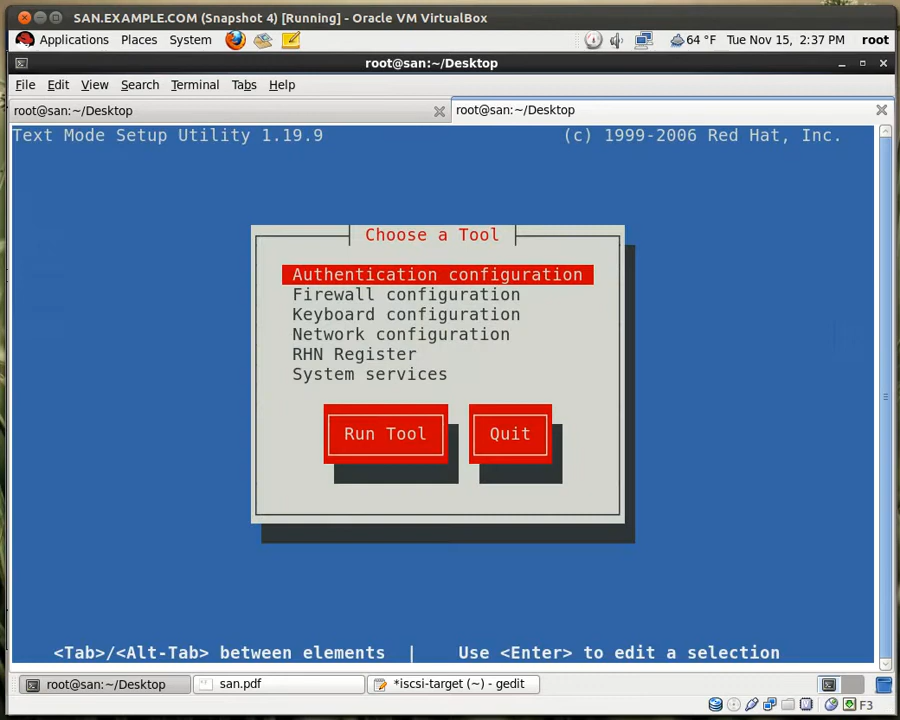 SAN.EXAMPLE.COM (Snapshot 4) [Running] - Oracle VM VirtualBox
Applications Places System 64 °F Tue Nov 15, 2:37 PM root
root@san:~/Desktop
File Edit View Search Terminal Tabs Help
root@san:~/Desktop root@san:~/Desktop
Text Mode Setup Utility 1.19.9 (c) 1999-2006 Red Hat, Inc.
Choose a Tool
Authentication configuration
Firewall configuration
Keyboard configuration
Network configuration
RHN Register
System services
Run Tool Quit
<Tab>/<Alt-Tab> between elements | Use <Enter> to edit a selection
root@san:~/Desktop san.pdf *iscsi-target (~) - gedit
F3